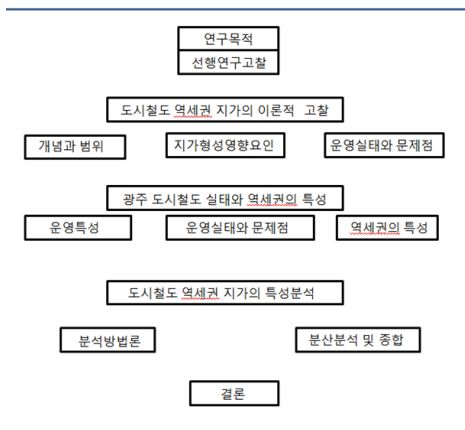 연구목적
선행연구고찰
도시철도 역세권 지가의 이론적 고찰
개념과 범위
지가형성영향요인
운영실태와 문제점
광주 도시철도 실태와 역세권의 특성
운영특성
운영실태와 문제점
역세권의 특성
도시철도 역세권 지가의 특성분석
분석방법론
분산분석 및 종합
결론